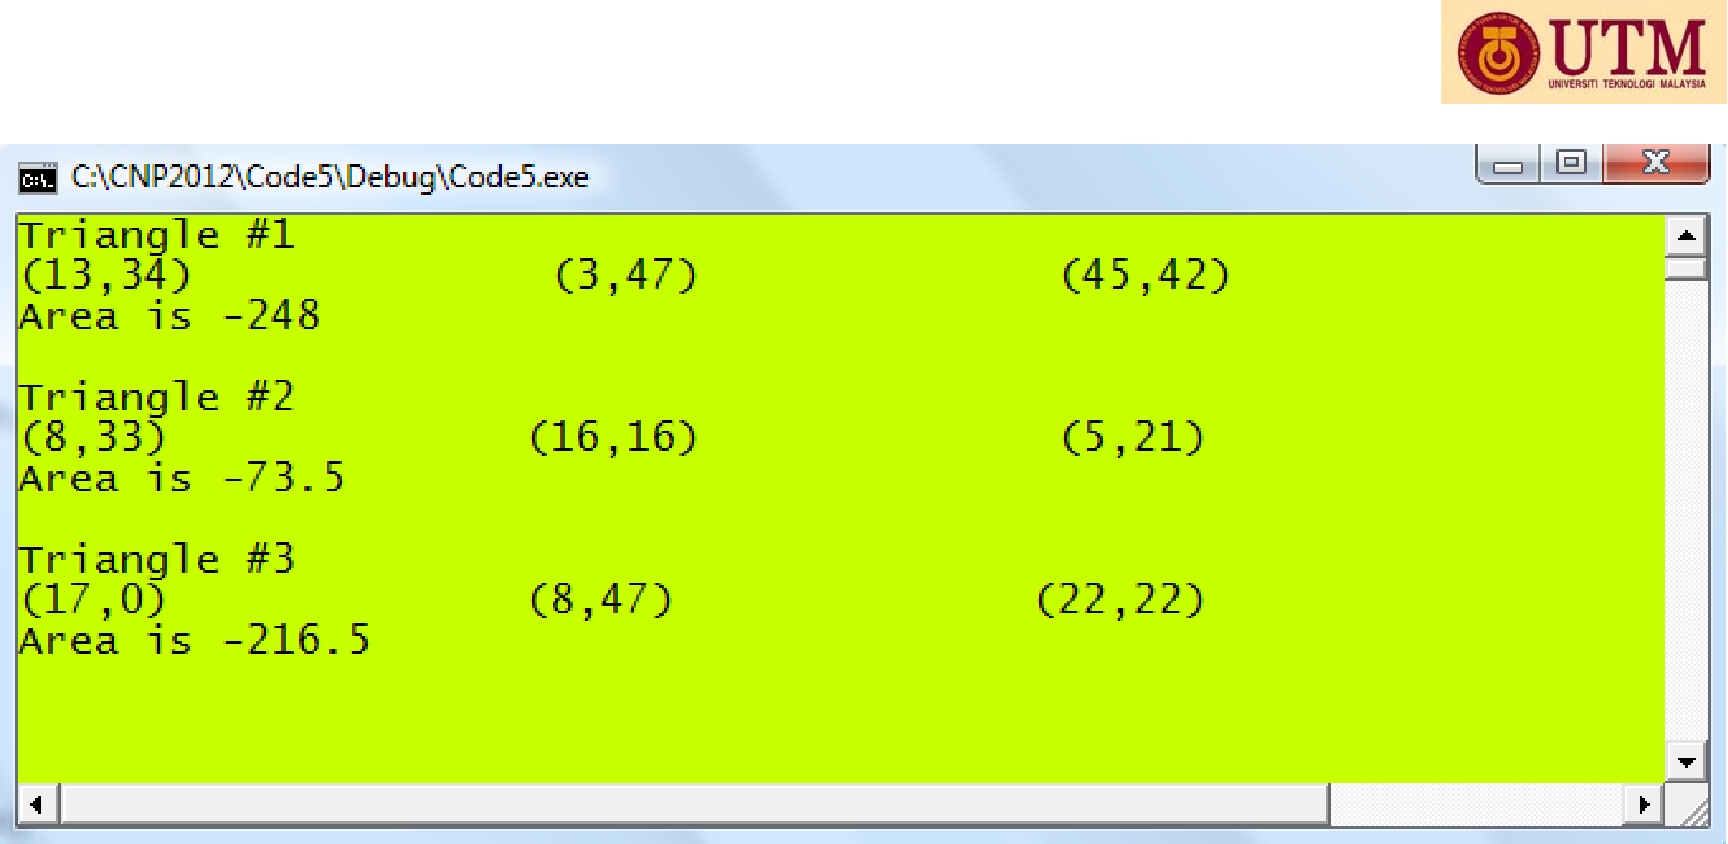 UTM
UNIVERSITI TEKNOLOGI MALAYSIA
C:\CNP2012\Code5\Debug\Code5.exe
Triangle #1
(13,34) (3,47) (45,42)
Area is -248
Triangle #2
(8,33) (16,16) (5,21)
Area is -73.5
Triangle #3
(17,0) (8,47) (22,22)
Area is -216.5